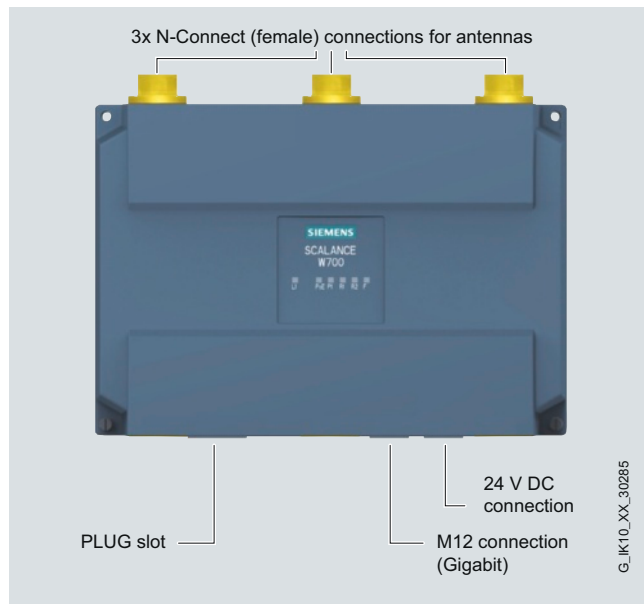 3x N-Connect (female) connections for antennas
SIEMENS
SCALANCE
W700
24 V DC
connection
PLUG slot
M12 connection
(Gigabit)
G_IK10_XX_30285